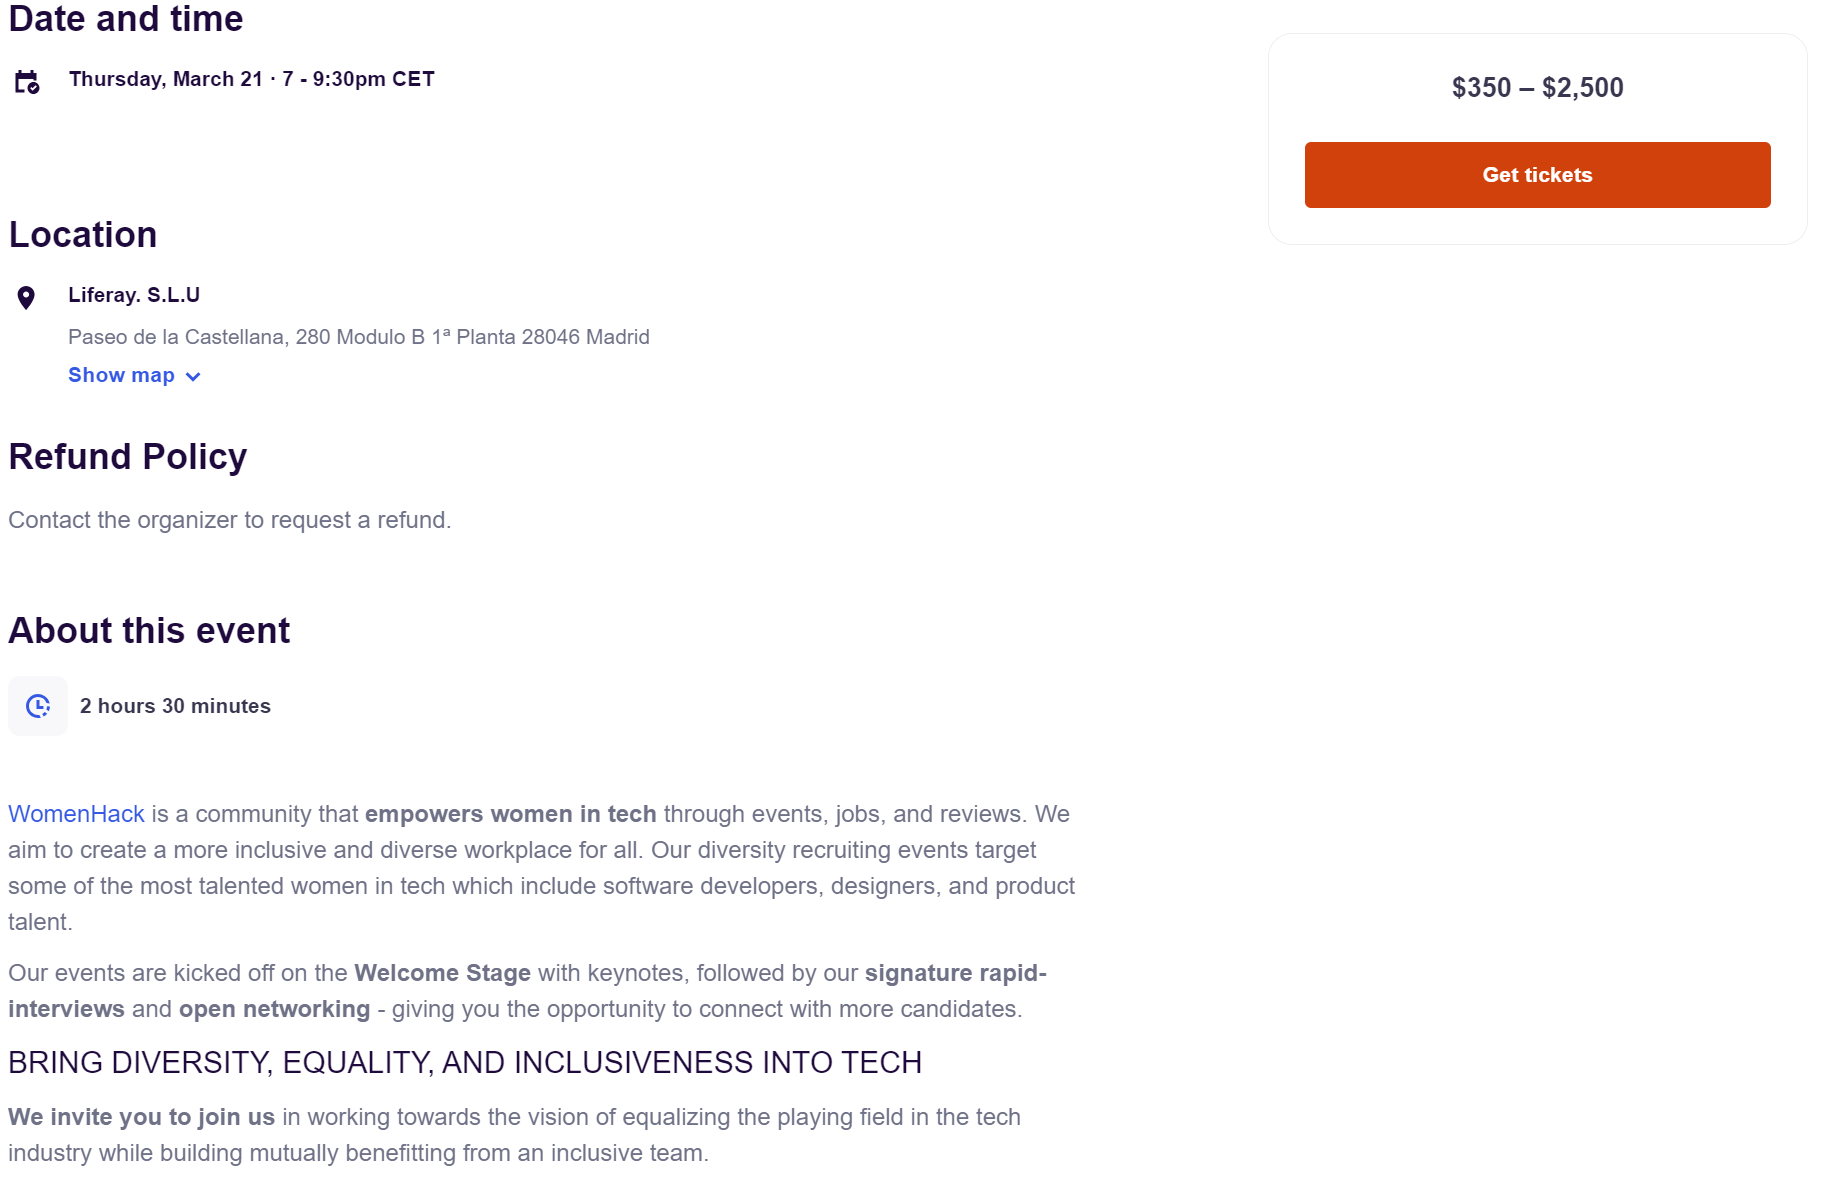 Date and time
Thursday, March 21 · 7 - 9:30pm CET
$350 – $2,500
Get tickets
Location
Liferay. S.L.U
Paseo de la Castellana, 280 Modulo B 1ª Planta 28046 Madrid
Show map
Refund Policy
Contact the organizer to request a refund.
About this event
2 hours 30 minutes
WomenHack is a community that empowers women in tech through events, jobs, and reviews. We
aim to create a more inclusive and diverse workplace for all. Our diversity recruiting events target
some of the most talented women in tech which include software developers, designers, and product
talent.
Our events are kicked off on the Welcome Stage with keynotes, followed by our signature rapid-
interviews and open networking - giving you the opportunity to connect with more candidates.
BRING DIVERSITY, EQUALITY, AND INCLUSIVENESS INTO TECH
We invite you to join us in working towards the vision of equalizing the playing field in the tech
industry while building mutually benefitting from an inclusive team.